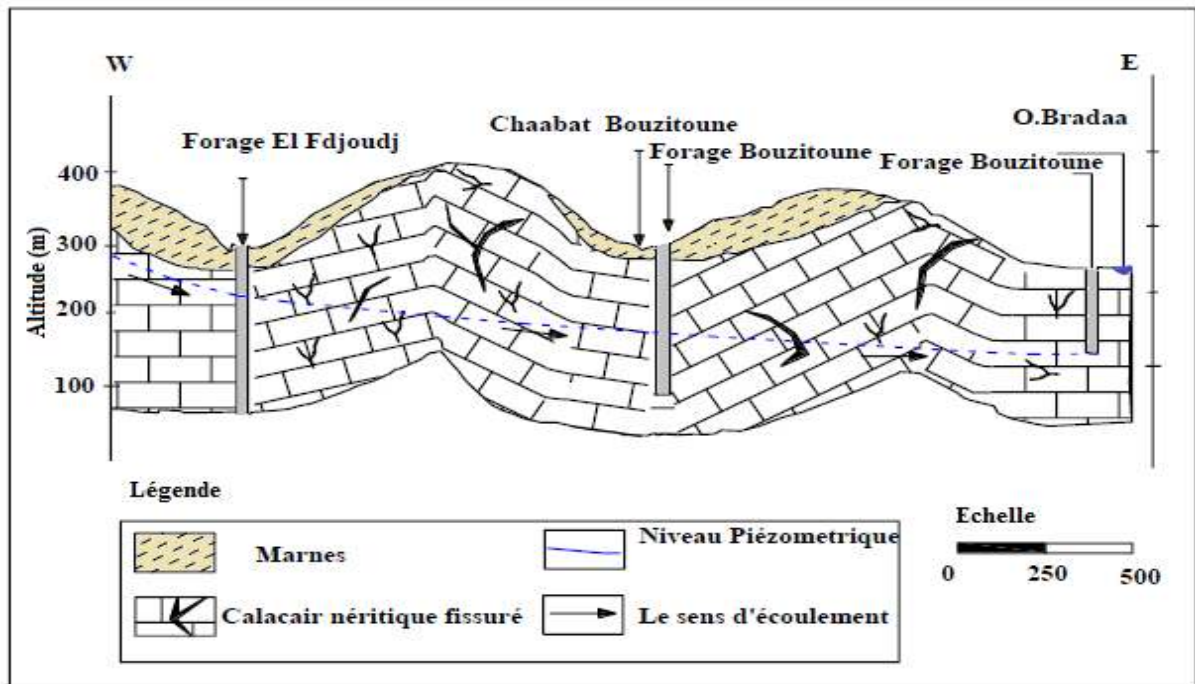 W
E
Forage El Fdjoudj
Chaabat Bouzitoune
Forage Bouzitoune
O.Bradaa
Forage Bouzitoune
Altitude (m)
400
300
200
100
Légende
Marnes
Niveau Piézometrique
Calacair néritique fissuré
Le sens d'écoulement
Echelle
0 250 500